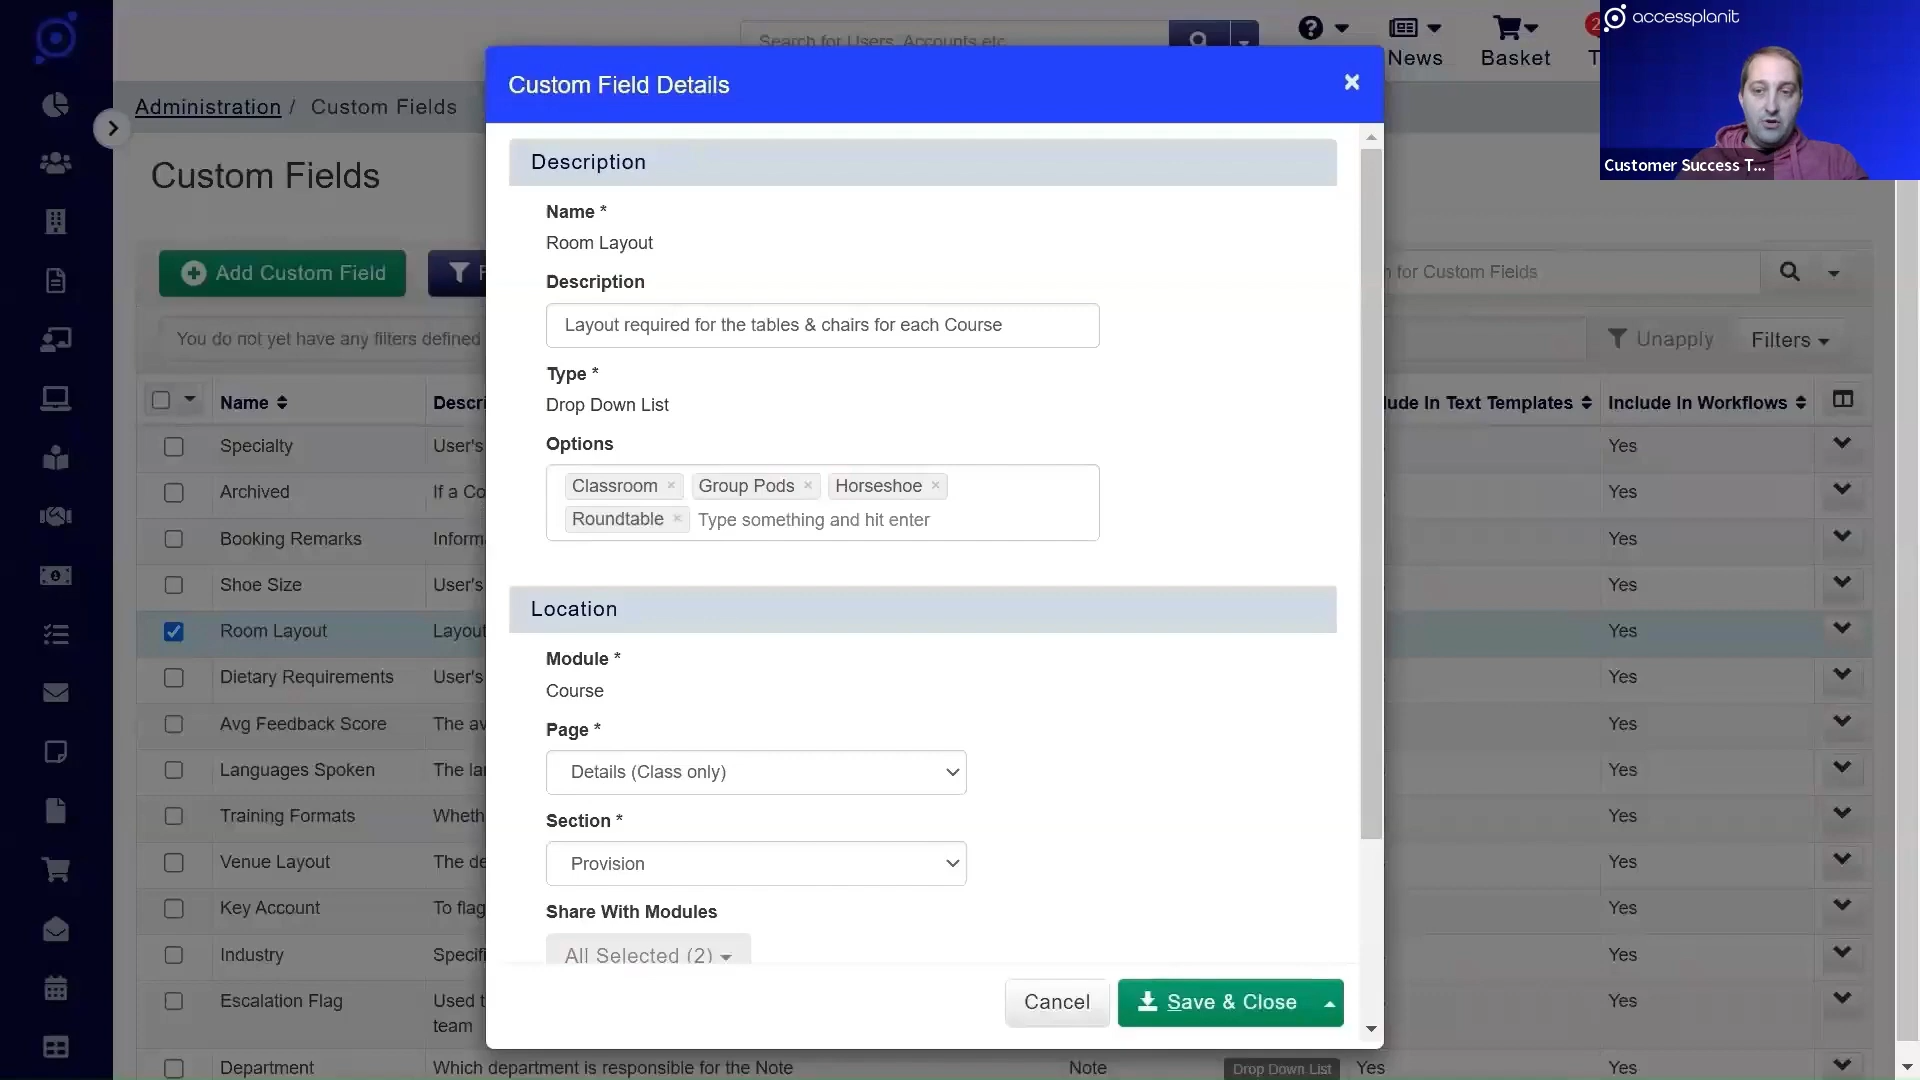 Search for Users, Accounts etc
News
Basket
2
T
accessplanit
Customer Success T...
Administration / Custom Fields
Custom Fields
Add Custom Field
F
for Custom Fields
You do not yet have any filters defined
Unapply
Filters
Name
Descri
ude In Text Templates
Include In Workflows
Specialty
User's
Yes
Archived
If a Co
Yes
Booking Remarks
Inform
Yes
Shoe Size
User's
Yes
Room Layout
Layout
Yes
Dietary Requirements
User's
Yes
Avg Feedback Score
The av
Yes
Languages Spoken
The la
Yes
Training Formats
Wheth
Yes
Venue Layout
The de
Yes
Key Account
To flag
Yes
Industry
Specifi
Yes
Escalation Flag
Used t
team
Yes
Department
Which department is responsible for the Note
Note
Drop Down List
Yes
Yes
Custom Field Details
Description
Name *
Room Layout
Description
Layout required for the tables & chairs for each Course
Type *
Drop Down List
Options
Classroom × Group Pods × Horseshoe ×
Roundtable × Type something and hit enter
Location
Module *
Course
Page *
Details (Class only)
Section *
Provision
Share With Modules
All Selected (2)
Cancel
Save & Close